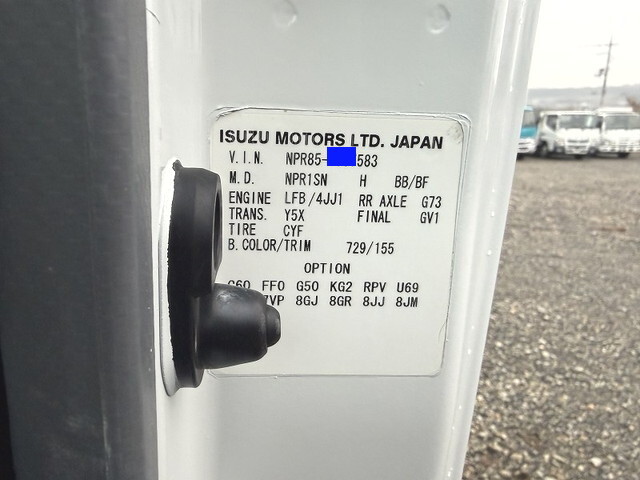 ISUZU MOTORS LTD. JAPAN
V.I.N. NPR85- 583
M.D. NPR1SN H BB/BF
ENGINE LFB/4JJ1 RR AXLE G73
TRANS. Y5X FINAL GV1
TIRE CYF
B.COLOR/TRIM 729/155
OPTION
FF0 G50 KG2 RPV U69
8GJ 8GR 8JJ 8JM